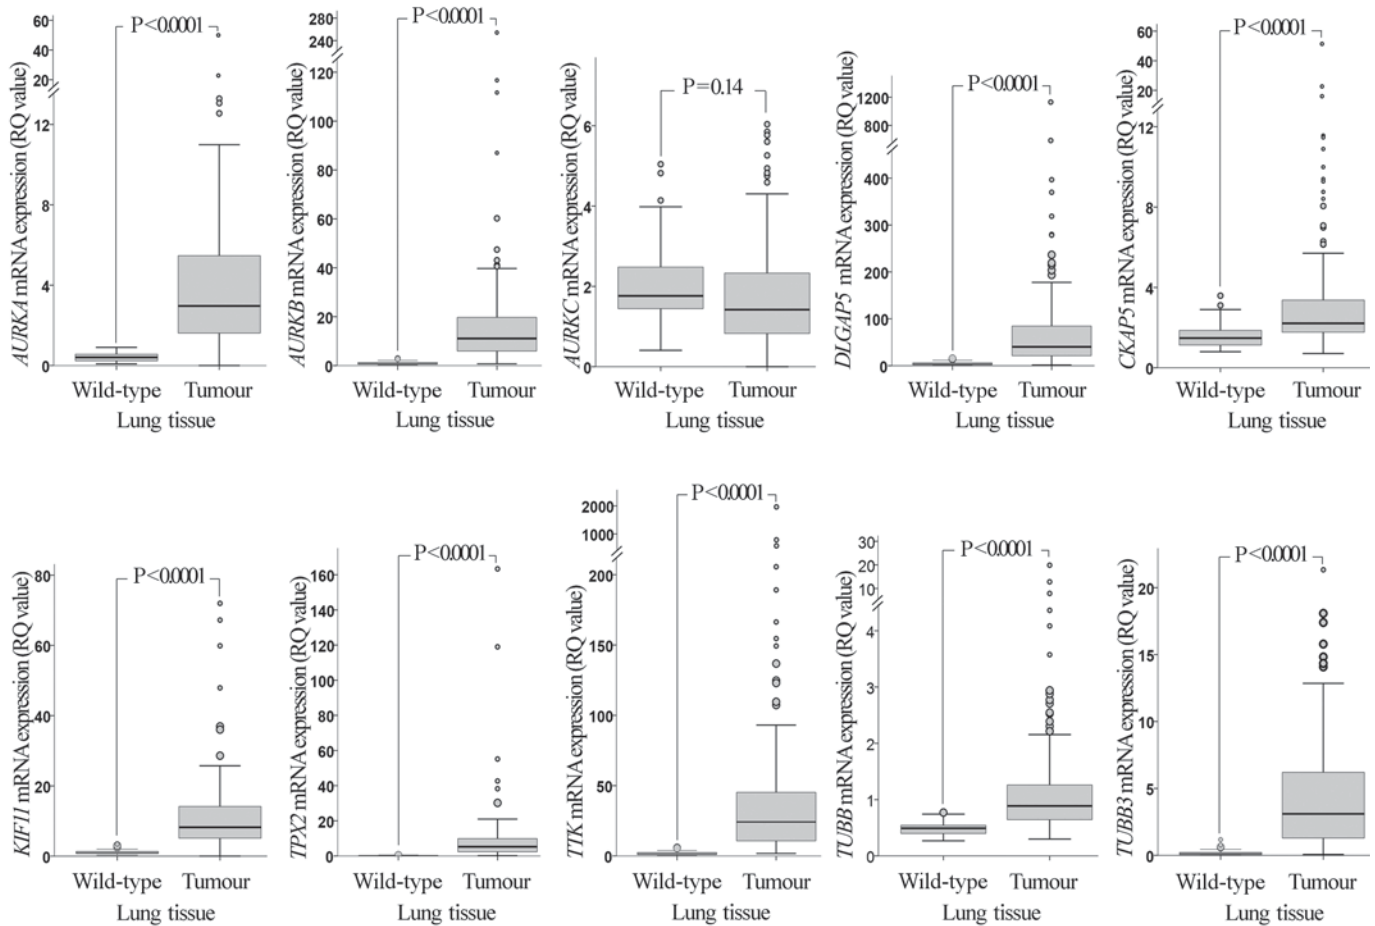 AURKA mRNA expression (RQ value)
60
40
20
12
8
4
0
P<0.0001
Wild-type Tumour
Lung tissue
AURKB mRNA expression (RQ value)
280
240
120
100
80
60
40
20
0
P<0.0001
Wild-type Tumour
Lung tissue
AURKC mRNA expression (RQ value)
6
4
2
0
P=0.14
Wild-type Tumour
Lung tissue
DLGAP5 mRNA expression (RQ value)
1200
800
400
300
200
100
0
P<0.0001
Wild-type Tumour
Lung tissue
CKAP5 mRNA expression (RQ value)
60
40
20
12
8
4
0
P<0.0001
Wild-type Tumour
Lung tissue
KIF11 mRNA expression (RQ value)
80
60
40
20
0
P<0.0001
Wild-type Tumour
Lung tissue
TPX2 mRNA expression (RQ value)
160
140
120
100
80
60
40
20
0
P<0.0001
Wild-type Tumour
Lung tissue
TTK mRNA expression (RQ value)
2000
1000
200
150
100
50
0
P<0.0001
Wild-type Tumour
Lung tissue
TUBB mRNA expression (RQ value)
30
20
10
4
3
2
1
0
P<0.0001
Wild-type Tumour
Lung tissue
TUBB3 mRNA expression (RQ value)
20
15
10
5
0
P<0.0001
Wild-type Tumour
Lung tissue